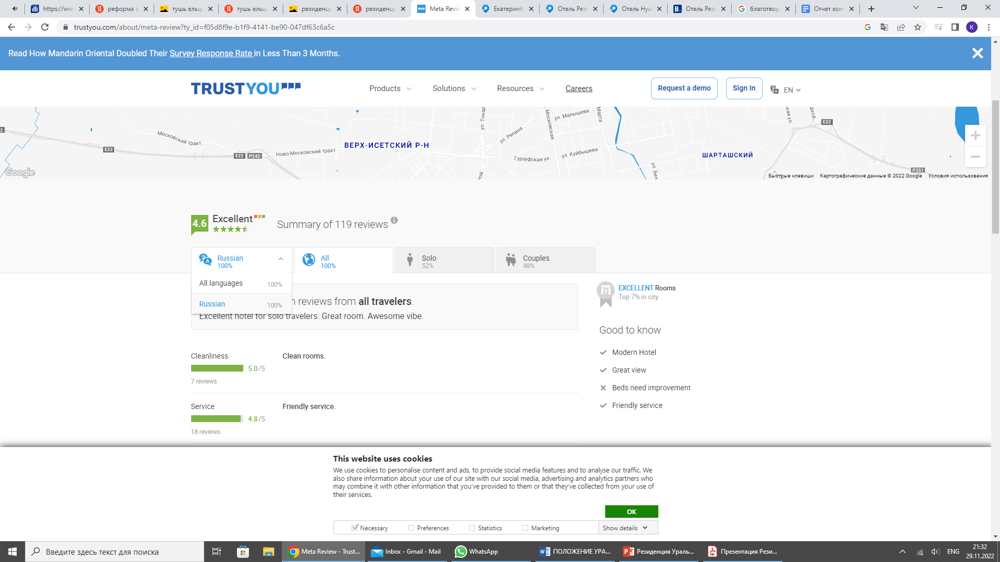 https://www
реформа е
тушь ельц
тушь ельци
резиденци
резиденци
Meta Revie
Екатеринб
Отель Рези
Отель Hyat
Отель Рези
благотвор
Отчет конт
trustyou.com/about/meta-review?ty_id=f05d8f9e-b1f9-4141-be90-047df63c6a5c
K
Read How Mandarin Oriental Doubled Their Survey Response Rate in Less Than 3 Months.
TRUSTYOU
Products
Solutions
Resources
Careers
Request a demo
Sign In
EN
ул. Токар
Московская
ул. Малышева
Марта
ская ул.
дход
E22
Московский тракт
ул. Репина
ВЕРХ-ИСЕТСКИЙ Р-Н
E22
Ново-Московский тракт
E22
P242
Гурзуфская ул.
ул. Куйбышева
ШАРТАШСКИЙ
ул. Бел
P351
Google
Быстрые клавиши
Картографические данные © 2022 Google
Условия использования
4.6
Excellent
Summary of 119 reviews
Russian
100%
All
100%
Solo
52%
Couples
48%
All languages 100%
Russian 100%
n reviews from all travelers.
Excellent hotel for solo travelers. Great room. Awesome vibe.
EXCELLENT Rooms
Top 7% in city
Good to know
Modern Hotel
Great view
Beds need improvement
Friendly service
Cleanliness
Clean rooms.
5.0/5
7 reviews
Service
Friendly service.
4.8/5
18 reviews
This website uses cookies
We use cookies to personalise content and ads, to provide social media features and to analyse our traffic. We
also share information about your use of our site with our social media, advertising and analytics partners who
may combine it with other information that you've provided to them or that they've collected from your use of
their services.
OK
Necessary
Preferences
Statistics
Marketing
Show details
Введите здесь текст для поиска
Meta Review - Trust...
Inbox - Gmail - Mail
WhatsApp
ПОЛОЖЕНИЕ УРА...
Резиденция Ураль...
Презентация Рези...
ENG
21:32
29.11.2022